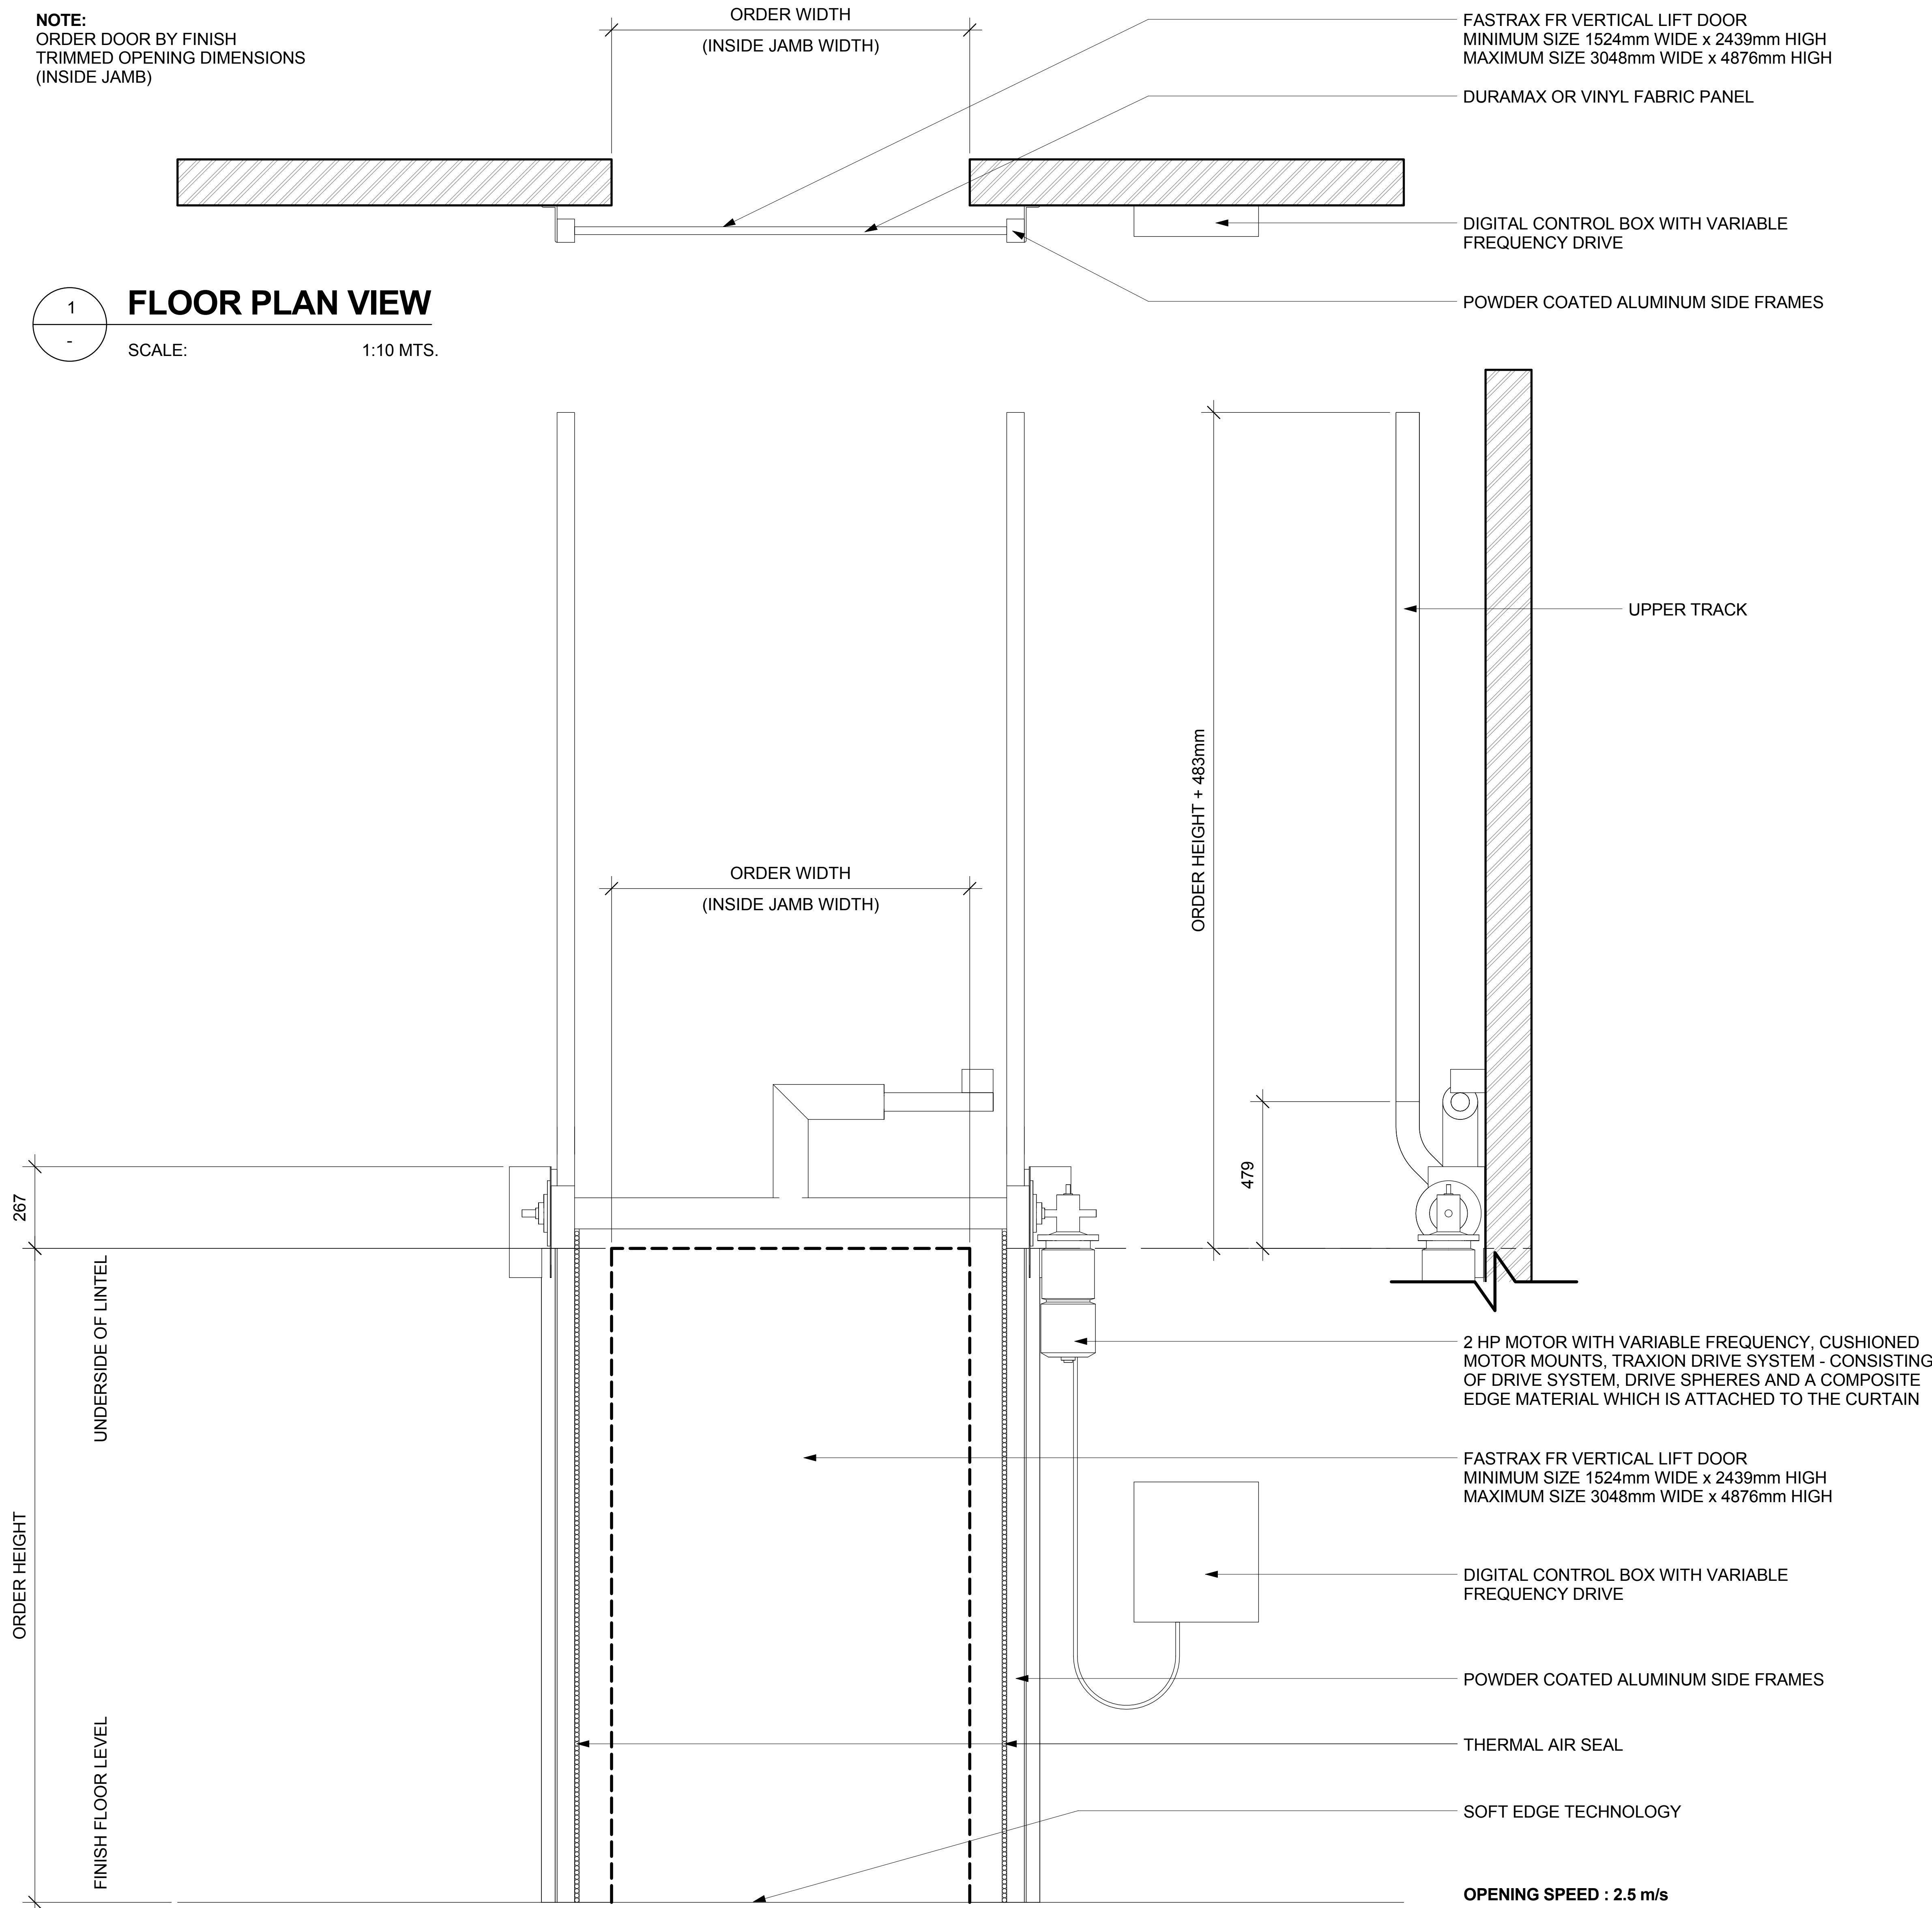 NOTE:
ORDER DOOR BY FINISH
TRIMMED OPENING DIMENSIONS
(INSIDE JAMB)
ORDER WIDTH
(INSIDE JAMB WIDTH)
FASTRAX FR VERTICAL LIFT DOOR
MINIMUM SIZE 1524mm WIDE x 2439mm HIGH
MAXIMUM SIZE 3048mm WIDE x 4876mm HIGH
DURAMAX OR VINYL FABRIC PANEL
DIGITAL CONTROL BOX WITH VARIABLE
FREQUENCY DRIVE
POWDER COATED ALUMINUM SIDE FRAMES
1
-
FLOOR PLAN VIEW
SCALE: 1:10 MTS.
UPPER TRACK
ORDER HEIGHT + 483mm
ORDER WIDTH
(INSIDE JAMB WIDTH)
479
267
UNDERSIDE OF LINTEL
ORDER HEIGHT
FINISH FLOOR LEVEL
2 HP MOTOR WITH VARIABLE FREQUENCY, CUSHIONED
MOTOR MOUNTS, TRAXION DRIVE SYSTEM - CONSISTING
OF DRIVE SYSTEM, DRIVE SPHERES AND A COMPOSITE
EDGE MATERIAL WHICH IS ATTACHED TO THE CURTAIN
FASTRAX FR VERTICAL LIFT DOOR
MINIMUM SIZE 1524mm WIDE x 2439mm HIGH
MAXIMUM SIZE 3048mm WIDE x 4876mm HIGH
DIGITAL CONTROL BOX WITH VARIABLE
FREQUENCY DRIVE
POWDER COATED ALUMINUM SIDE FRAMES
THERMAL AIR SEAL
SOFT EDGE TECHNOLOGY
OPENING SPEED : 2.5 m/s